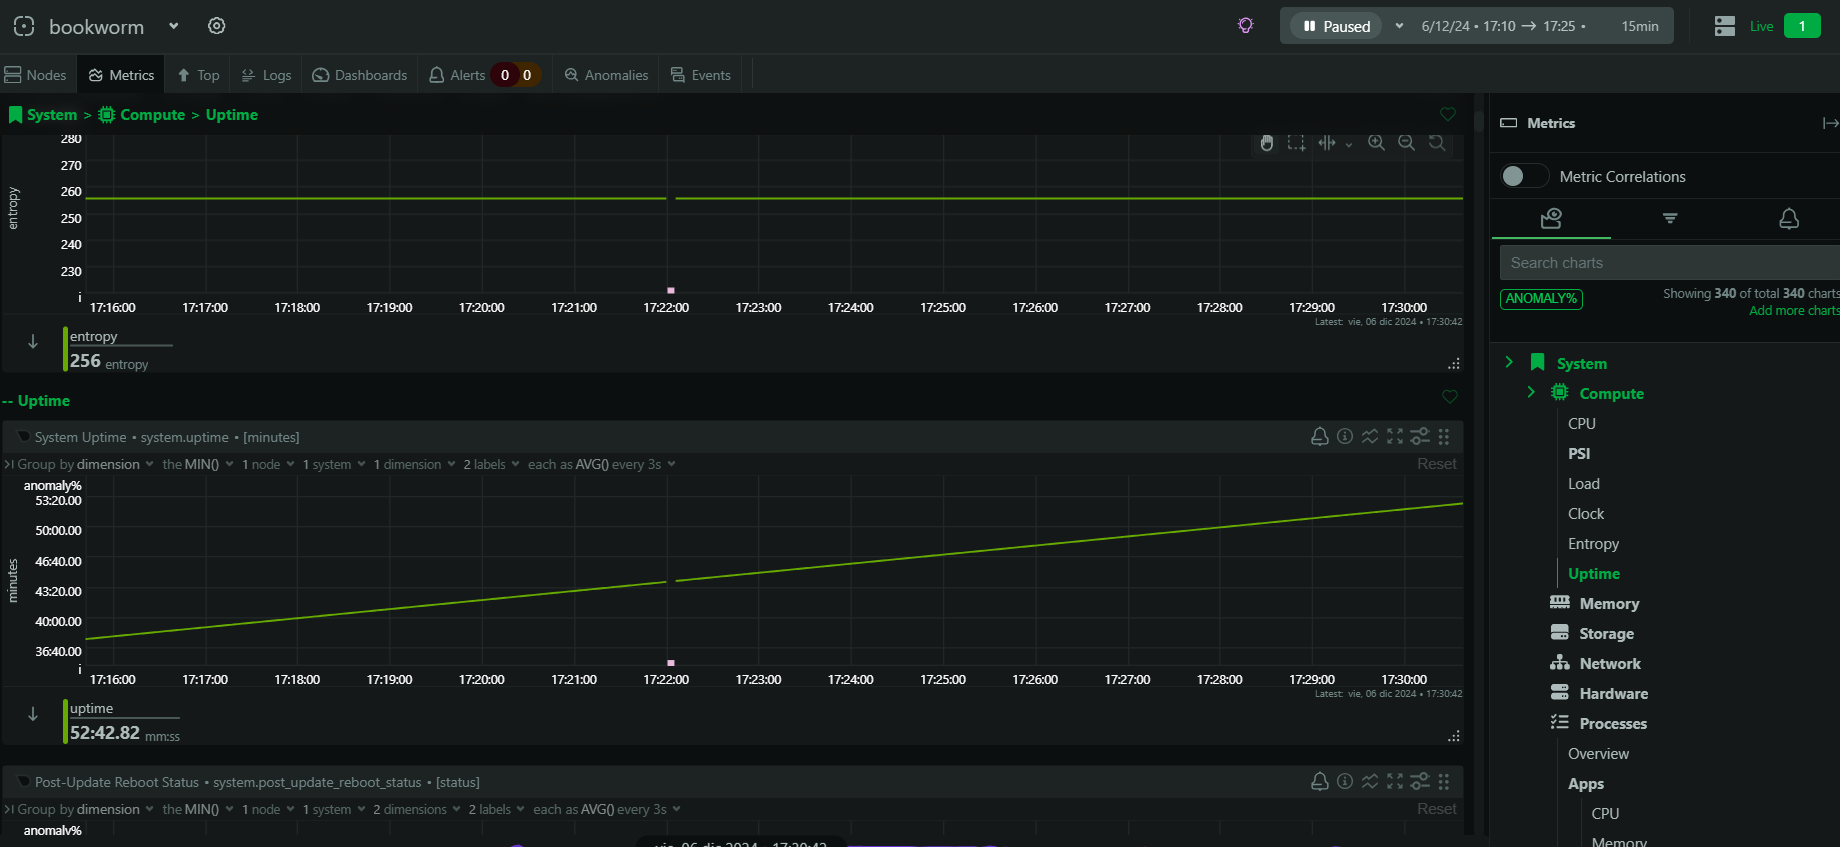 bookworm
Paused 6/12/24 • 17:10 → 17:25 • 15min
Live 1
Nodes Metrics Top Logs Dashboards Alerts 0 0 Anomalies Events
System > Compute > Uptime
280
270
260
250
240
230
entropy
i
17:16:00 17:17:00 17:18:00 17:19:00 17:20:00 17:21:00 17:22:00 17:23:00 17:24:00 17:25:00 17:26:00 17:27:00 17:28:00 17:29:00 17:30:00
Latest: vie, 06 dic 2024 • 17:30:42
entropy
256 entropy
-- Uptime
System Uptime • system.uptime • [minutes]
Group by dimension the MIN() 1 node 1 system 1 dimension 2 labels each as AVG() every 3s Reset
anomaly%
53:20.00
50:00.00
46:40.00
43:20.00
40:00.00
36:40.00
minutes
i
17:16:00 17:17:00 17:18:00 17:19:00 17:20:00 17:21:00 17:22:00 17:23:00 17:24:00 17:25:00 17:26:00 17:27:00 17:28:00 17:29:00 17:30:00
Latest: vie, 06 dic 2024 • 17:30:42
uptime
52:42.82 mm:ss
Post-Update Reboot Status • system.post_update_reboot_status • [status]
Group by dimension the MIN() 1 node 1 system 2 dimensions 2 labels each as AVG() every 3s Reset
anomaly%
vie, 06 dic 2024 • 17:30:42
Metrics
Metric Correlations
Search charts
ANOMALY%
Showing 340 of total 340 charts
Add more charts
System
Compute
CPU
PSI
Load
Clock
Entropy
Uptime
Memory
Storage
Network
Hardware
Processes
Overview
Apps
CPU
Memory